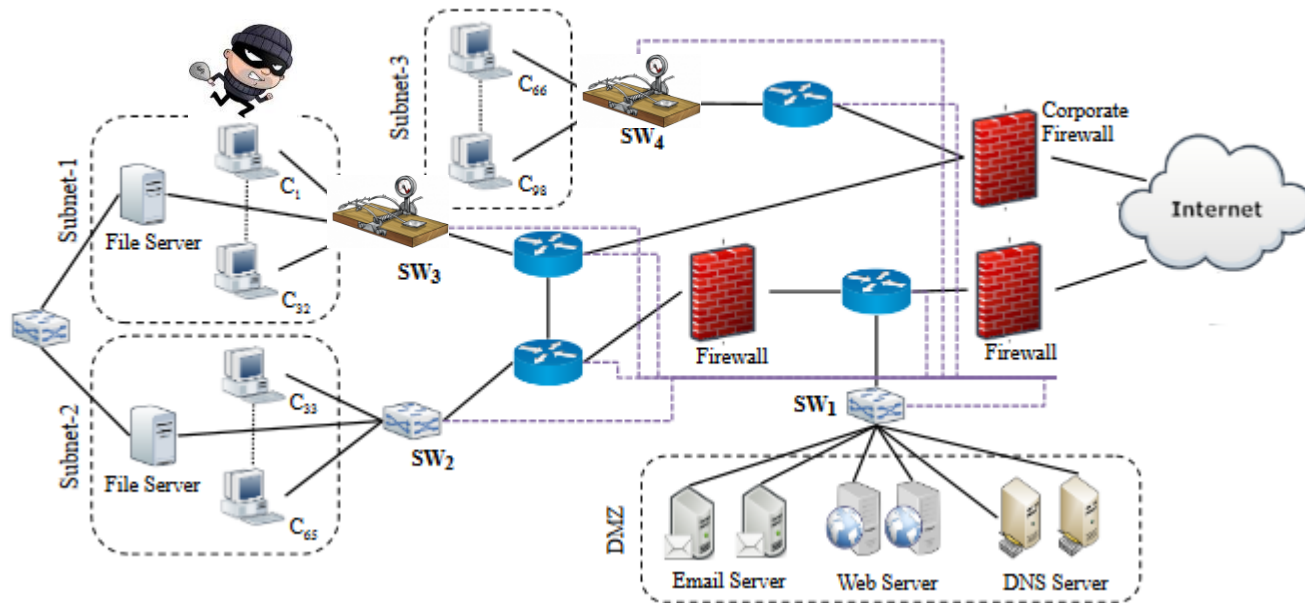 Subnet-3
C66
C98
SW4
Corporate
Firewall
Internet
Subnet-1
File Server
C1
C32
SW3
Firewall
Firewall
Subnet-2
File Server
C33
C65
SW2
SW1
DMZ
Email Server
Web Server
DNS Server